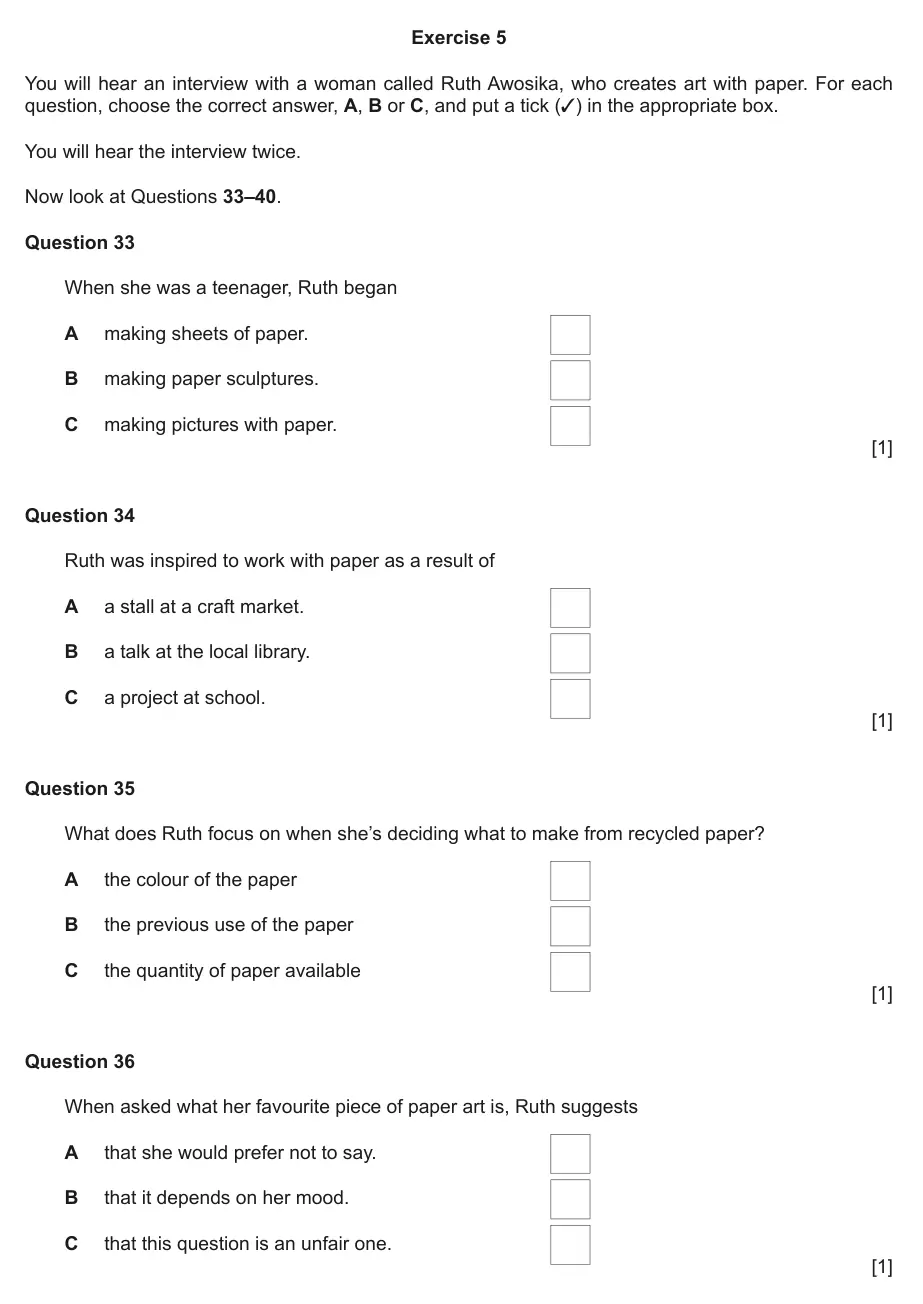 Exercise 5
You will hear an interview with a woman called Ruth Awosika, who creates art with paper. For each
question, choose the correct answer, A, B or C, and put a tick (✓) in the appropriate box.
You will hear the interview twice.
Now look at Questions 33–40.
Question 33
When she was a teenager, Ruth began
A making sheets of paper.
B making paper sculptures.
C making pictures with paper.
[1]
Question 34
Ruth was inspired to work with paper as a result of
A a stall at a craft market.
B a talk at the local library.
C a project at school.
[1]
Question 35
What does Ruth focus on when she’s deciding what to make from recycled paper?
A the colour of the paper
B the previous use of the paper
C the quantity of paper available
[1]
Question 36
When asked what her favourite piece of paper art is, Ruth suggests
A that she would prefer not to say.
B that it depends on her mood.
C that this question is an unfair one.
[1]